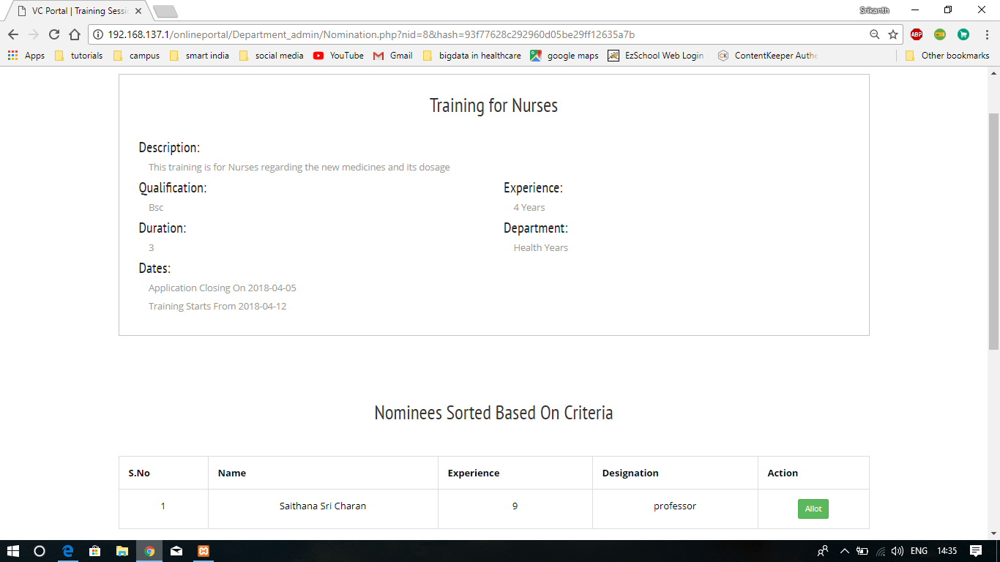 VC Portal | Training Sessi
Srikanth
192.168.137.1/onlineportal/Department_admin/Nomination.php?nid=8&hash=93f77628c292960d05be29ff12635a7b
ABP
Apps tutorials campus smart india social media YouTube Gmail bigdata in healthcare google maps EzSchool Web Login CK ContentKeeper Authe Other bookmarks
Training for Nurses
Description:
This training is for Nurses regarding the new medicines and its dosage
Qualification: Experience:
Bsc 4 Years
Duration: Department:
3 Health Years
Dates:
Application Closing On 2018-04-05
Training Starts From 2018-04-12
Nominees Sorted Based On Criteria
S.No Name Experience Designation Action
1 Saithana Sri Charan 9 professor Allot
ENG 14:35